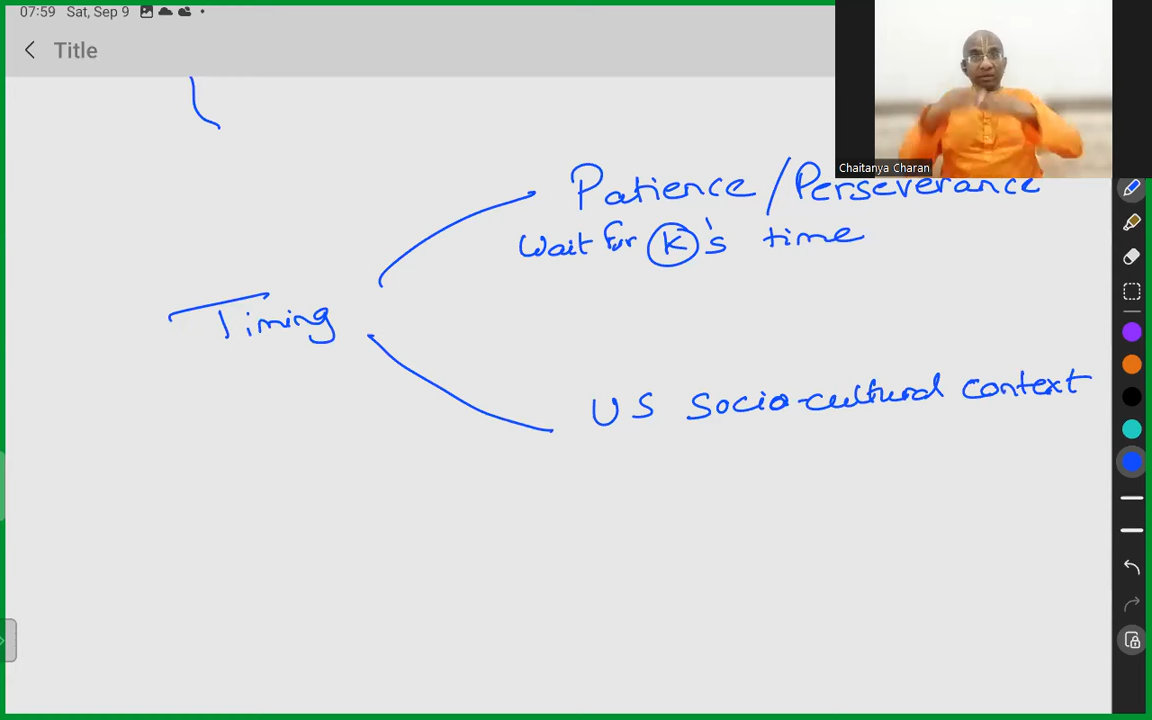 07:59 Sat, Sep 9
Title
Chaitanya Charan
Patience/Perseverance
Wait for K's time
Timing
US Socio-cultural context